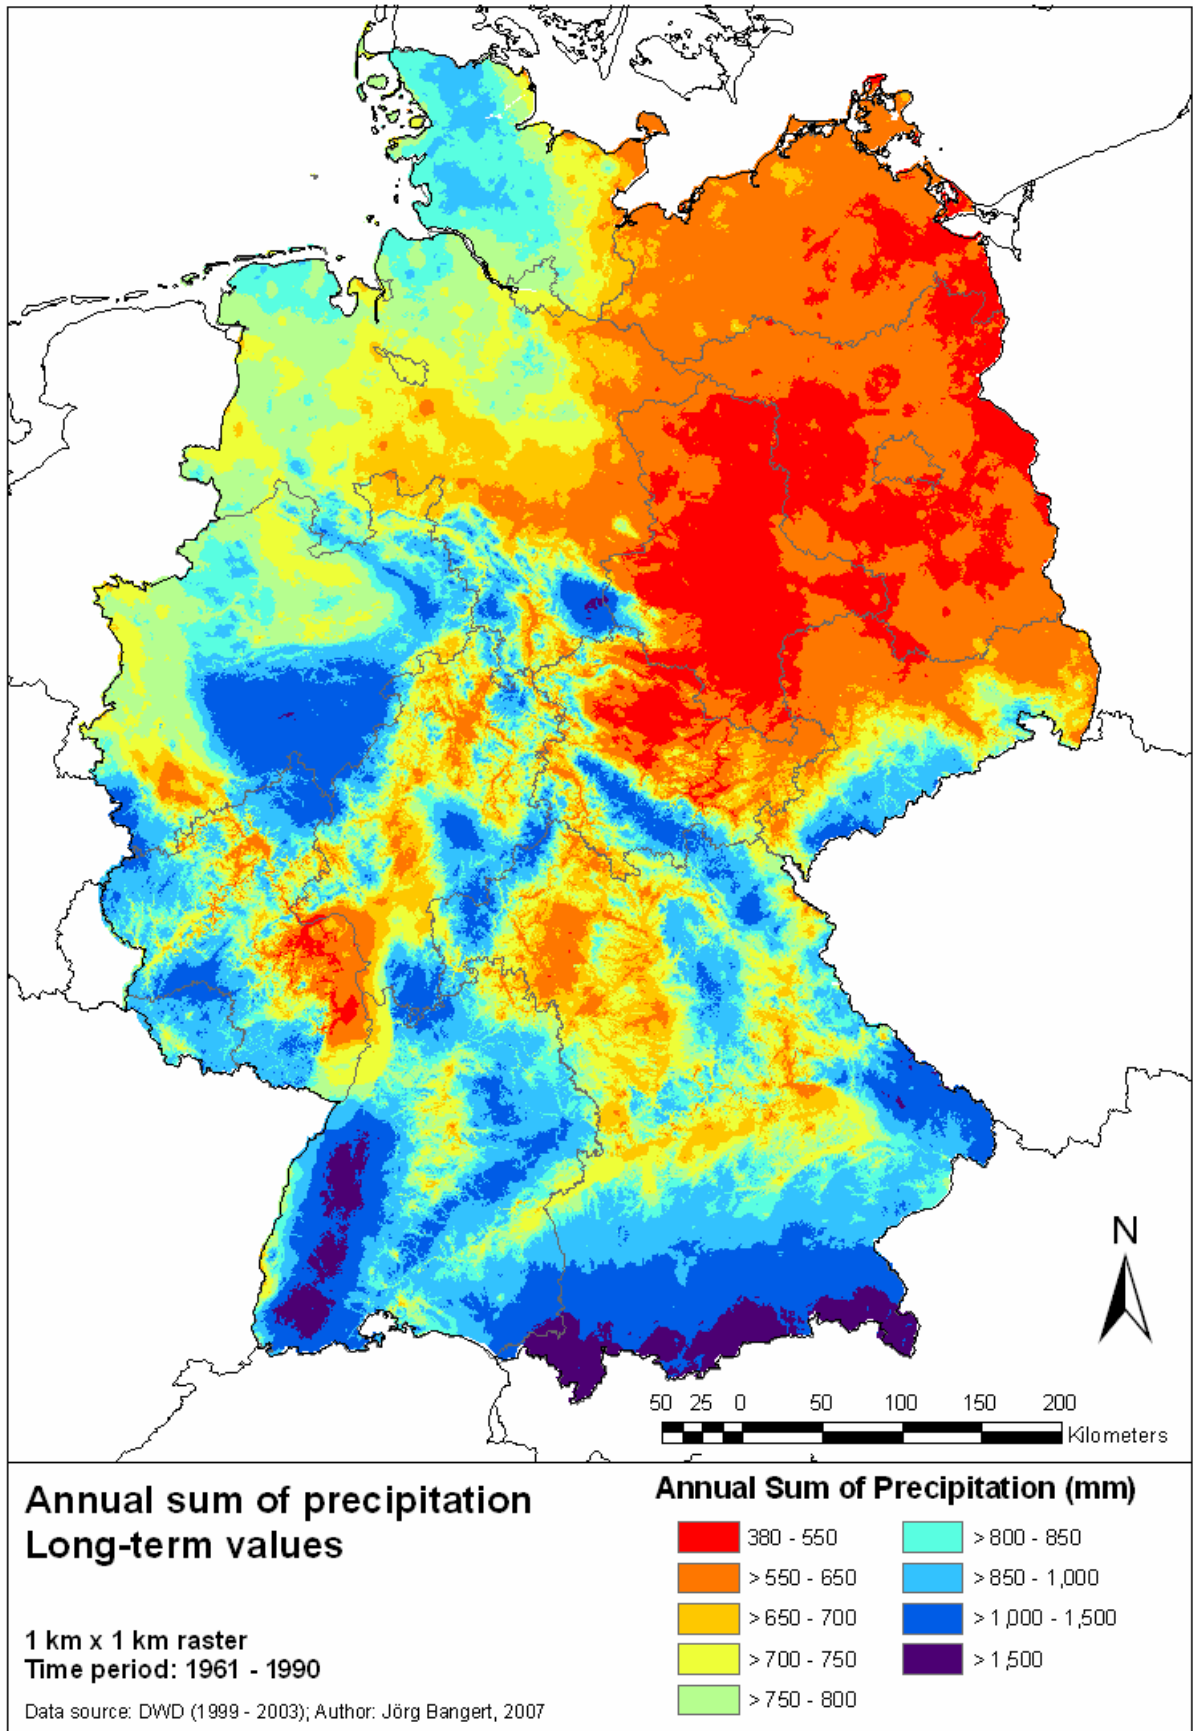 N
50 25 0 50 100 150 200
Kilometers
Annual sum of precipitation
Long-term values
1 km x 1 km raster
Time period: 1961 - 1990
Data source: DWD (1999 - 2003); Author: Jörg Bangert, 2007
Annual Sum of Precipitation (mm)
380 - 550
>550 - 650
>650 - 700
>700 - 750
>750 - 800
>800 - 850
>850 - 1,000
>1,000 - 1,500
>1,500